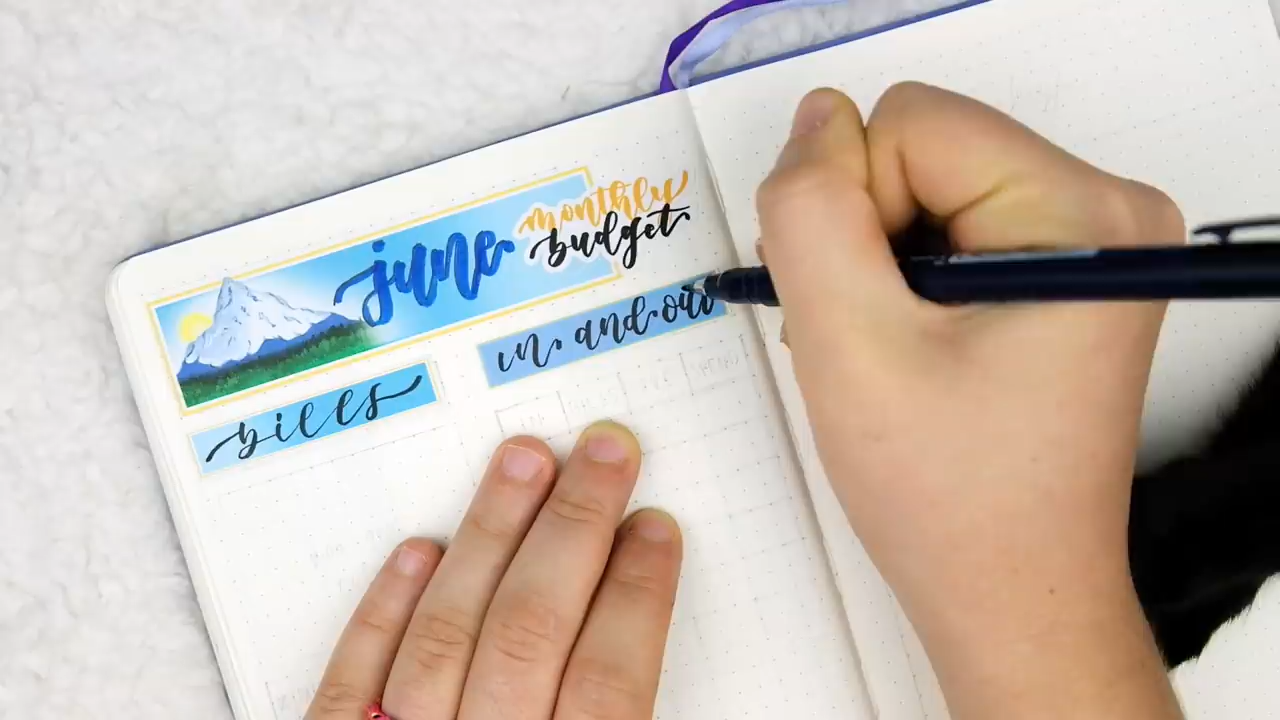 june
monthly
budget
bills
in and out